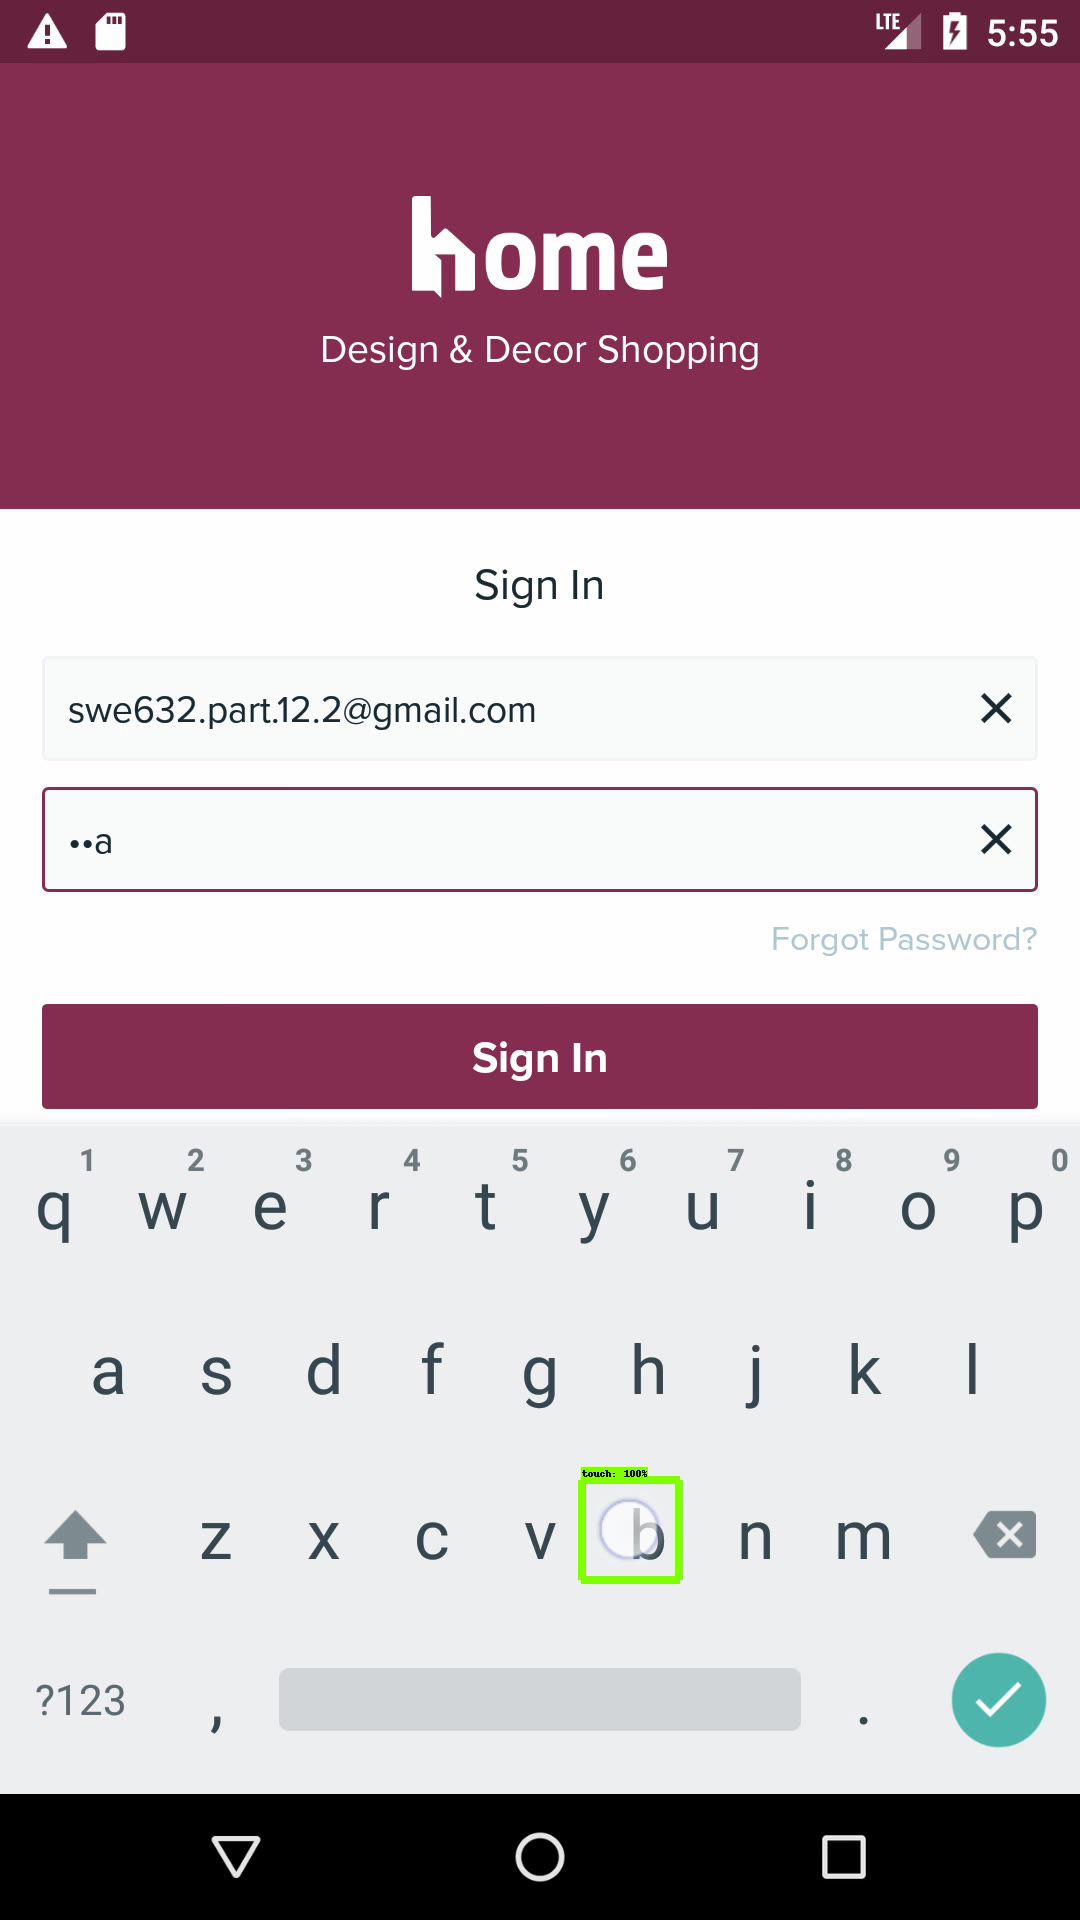 LTE 5:55
home
Design & Decor Shopping
Sign In
swe632.part.12.2@gmail.com
••a
Forgot Password?
Sign In
1 2 3 4 5 6 7 8 9 0
q w e r t y u i o p
a s d f g h j k l
touch: 100%
z x c v b n m
?123 , .